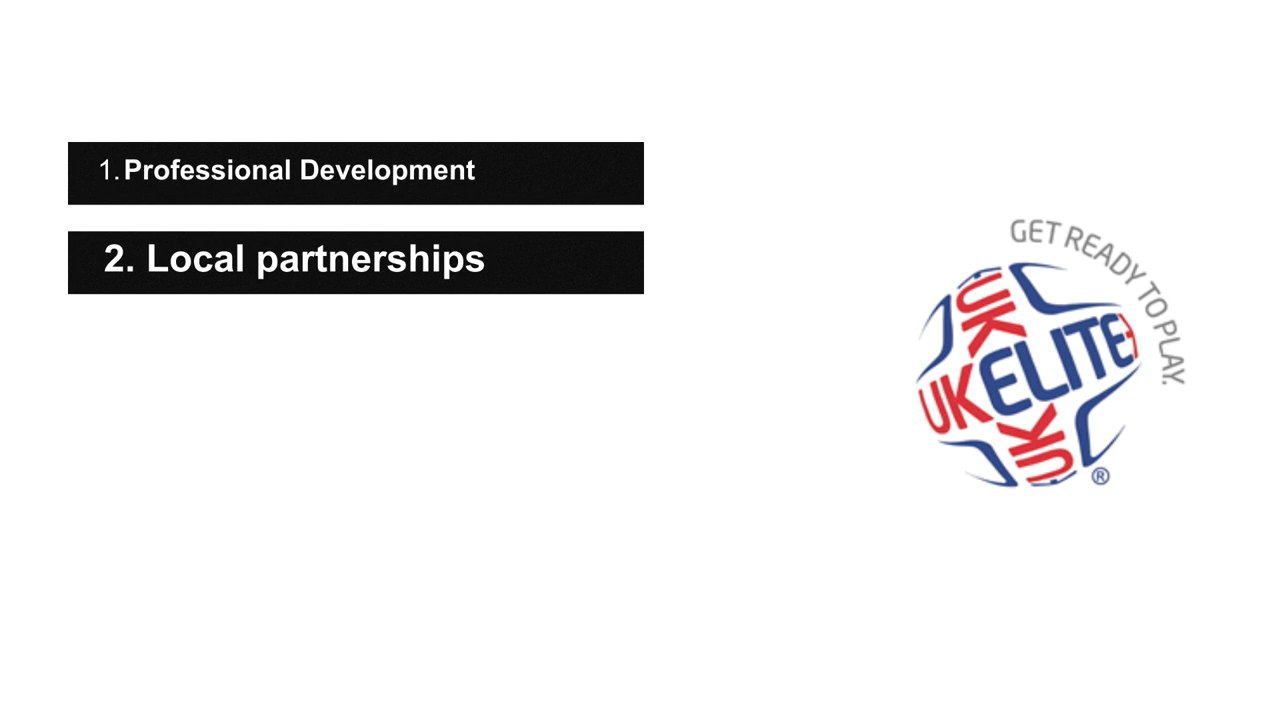 1. Professional Development
2. Local partnerships
GET READY TO PLAY.
UK
UK ELITE
UK
®